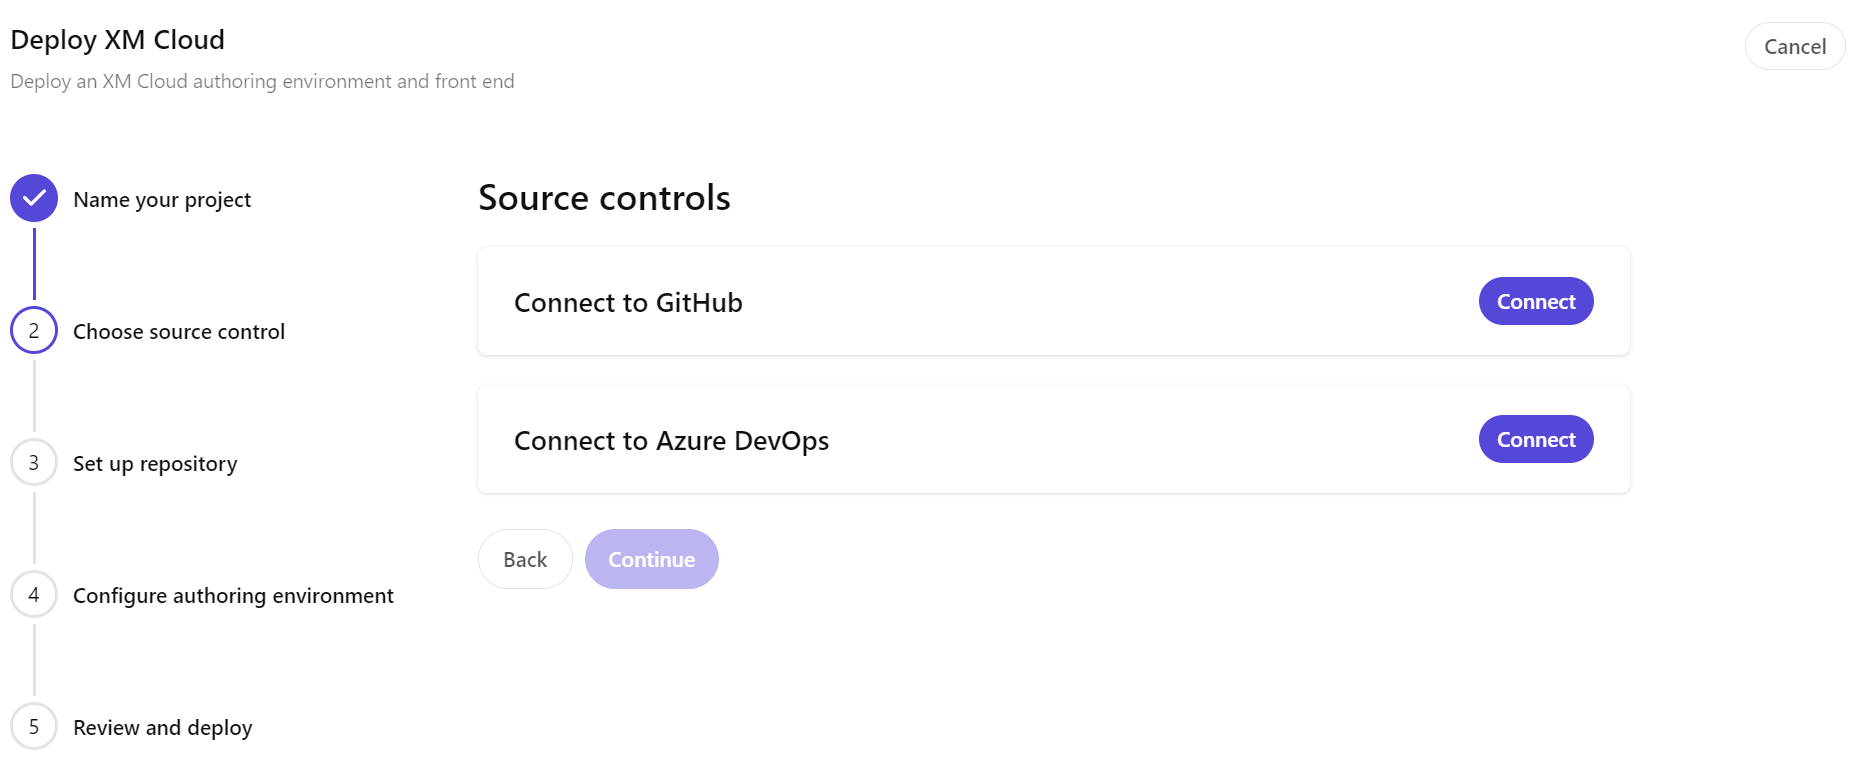 Deploy XM Cloud
Cancel
Deploy an XM Cloud authoring environment and front end
Name your project
2 Choose source control
3 Set up repository
4 Configure authoring environment
5 Review and deploy
Source controls
Connect to GitHub
Connect
Connect to Azure DevOps
Connect
Back
Continue